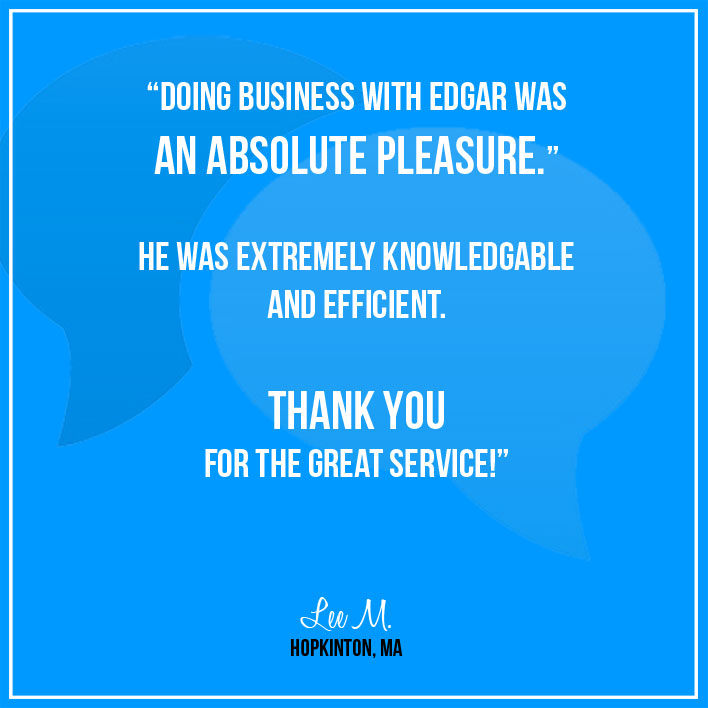 “DOING BUSINESS WITH EDGAR WAS
AN ABSOLUTE PLEASURE.”
HE WAS EXTREMELY KNOWLEDGABLE
AND EFFICIENT.
THANK YOU
FOR THE GREAT SERVICE!”
Lee M.
HOPKINTON, MA